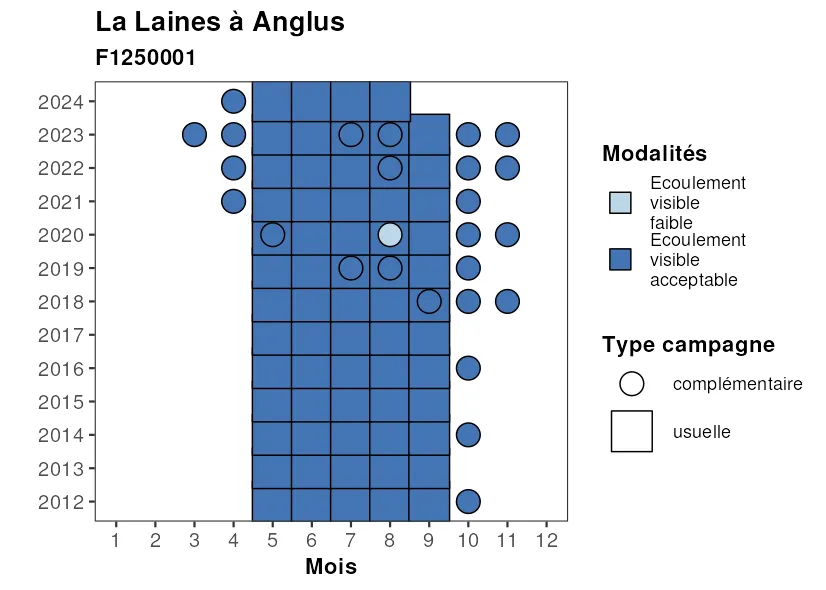 La Laines à Anglus
F1250001
2024
2023
2022
2021
2020
2019
2018
2017
2016
2015
2014
2013
2012
1 2 3 4 5 6 7 8 9 10 11 12
Mois
Modalités
Ecoulement
visible
faible
Ecoulement
visible
acceptable
Type campagne
complémentaire
usuelle